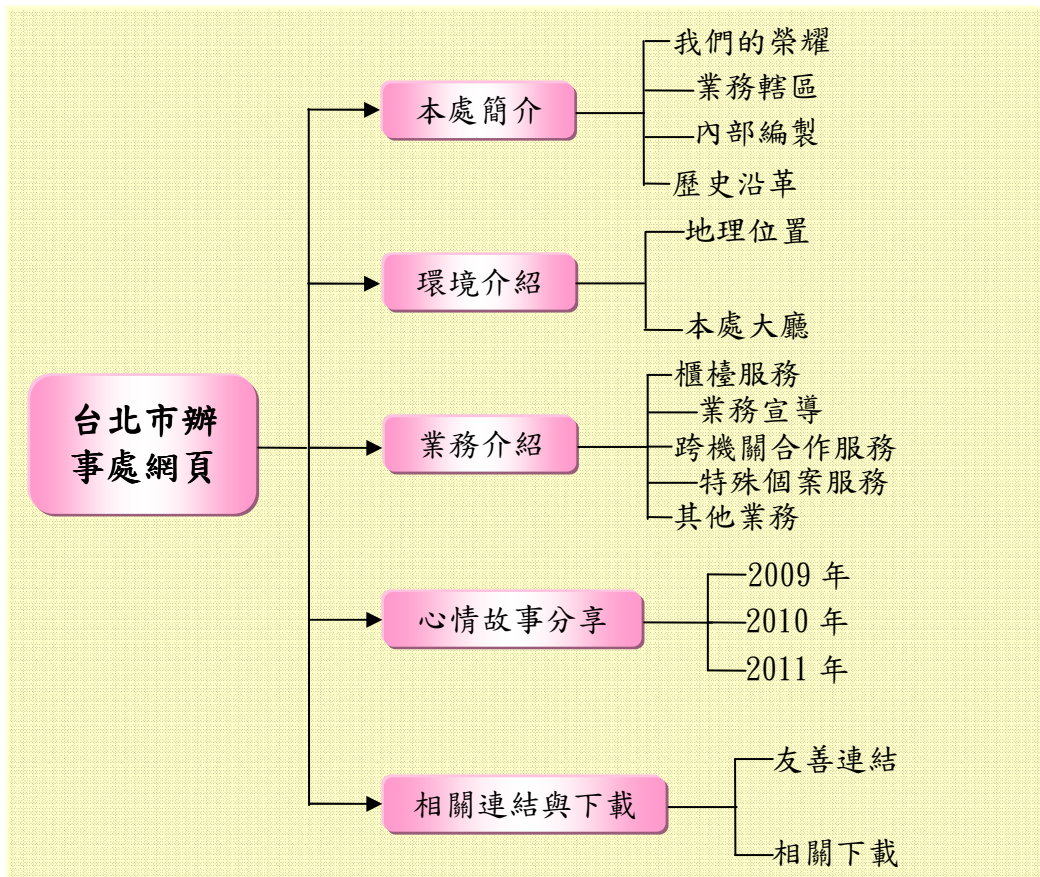 台北市辦
事處網頁
本處簡介
我們的榮耀
業務轄區
內部編製
歷史沿革
環境介紹
地理位置
本處大廳
業務介紹
櫃檯服務
業務宣導
跨機關合作服務
特殊個案服務
其他業務
心情故事分享
2009 年
2010 年
2011 年
相關連結與下載
友善連結
相關下載